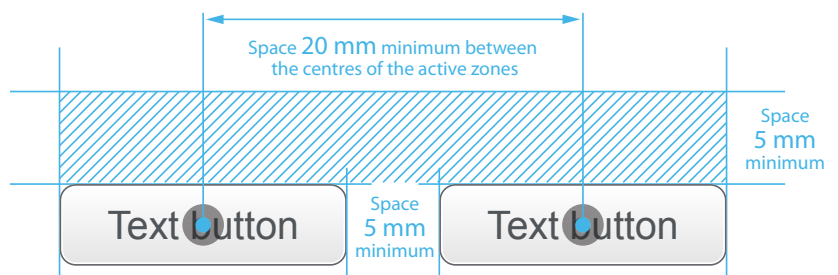 Space 20 mm minimum between
the centres of the active zones
Space
5 mm
minimum
Text button
Space
5 mm
minimum
Text button